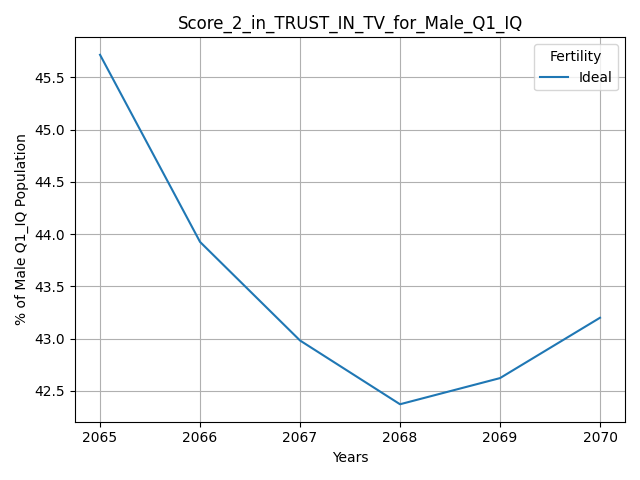 Score_2_in_TRUST_IN_TV_for_Male_Q1_IQ
Fertility
Ideal
% of Male Q1_IQ Population
45.5
45.0
44.5
44.0
43.5
43.0
42.5
2065 2066 2067 2068 2069 2070
Years